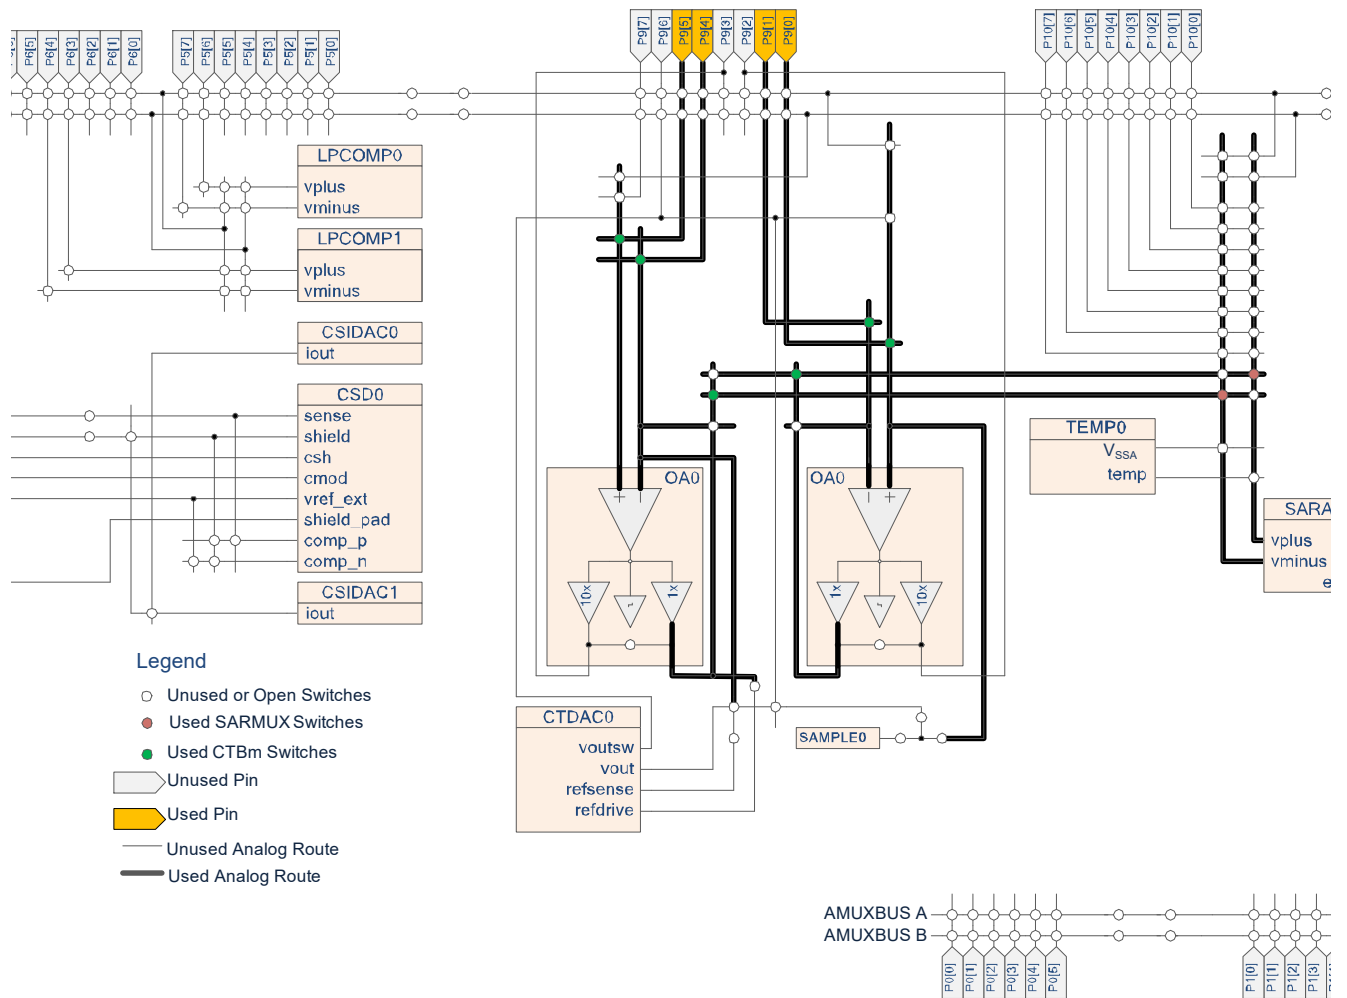 P6[5]
P6[4]
P6[3]
P6[2]
P6[1]
P6[0]
P5[7]
P5[6]
P5[5]
P5[4]
P5[3]
P5[2]
P5[1]
P5[0]
P9[7]
P9[6]
P9[5]
P9[4]
P9[3]
P9[2]
P9[1]
P9[0]
P10[7]
P10[6]
P10[5]
P10[4]
P10[3]
P10[2]
P10[1]
P10[0]
LPCOMP0
vplus
vminus
LPCOMP1
vplus
vminus
CSIDAC0
iout
CSD0
sense
shield
csh
cmod
vref_ext
shield_pad
comp_p
comp_n
CSIDAC1
iout
OA0
+
10x
1x
OA0
+
1x
10x
TEMP0
VSSA
temp
SARA
vplus
vminus
e
CTDAC0
voutsw
vout
refsense
refdrive
SAMPLE0
Legend
Unused or Open Switches
Used SARMUX Switches
Used CTBm Switches
Unused Pin
Used Pin
Unused Analog Route
Used Analog Route
AMUXBUS A
AMUXBUS B
P0[0]
P0[1]
P0[2]
P0[3]
P0[4]
P0[5]
P1[0]
P1[1]
P1[2]
P1[3]